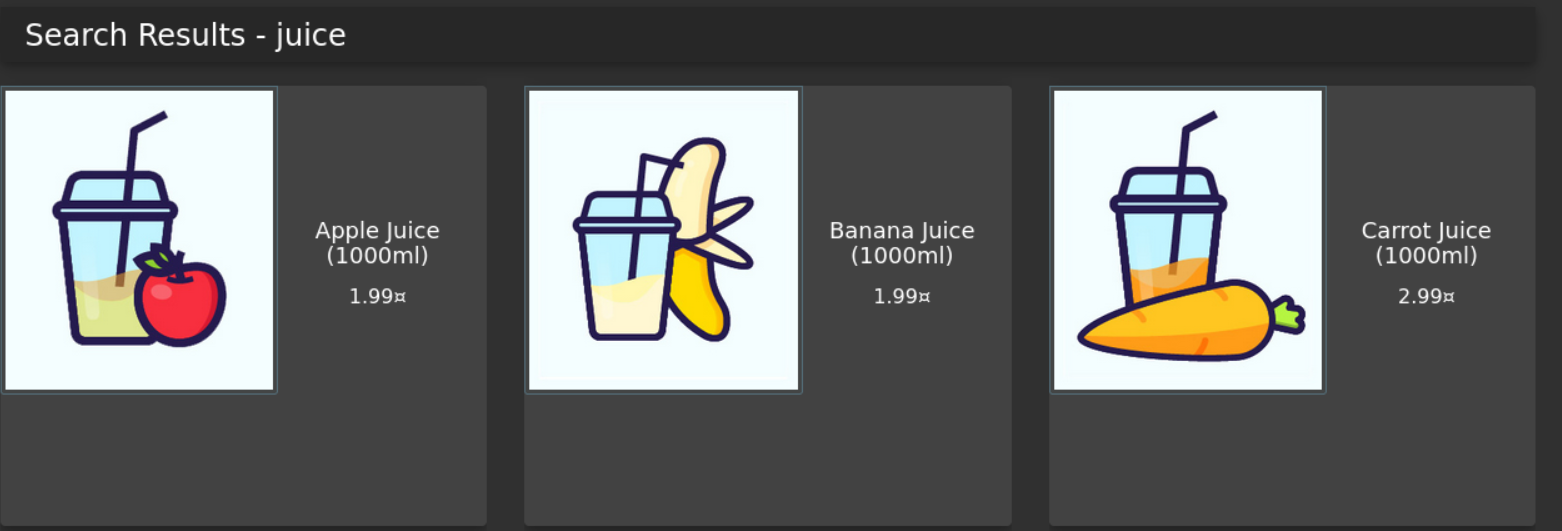 Search Results - juice
Apple Juice
(1000ml)
1.99¤
Banana Juice
(1000ml)
1.99¤
Carrot Juice
(1000ml)
2.99¤